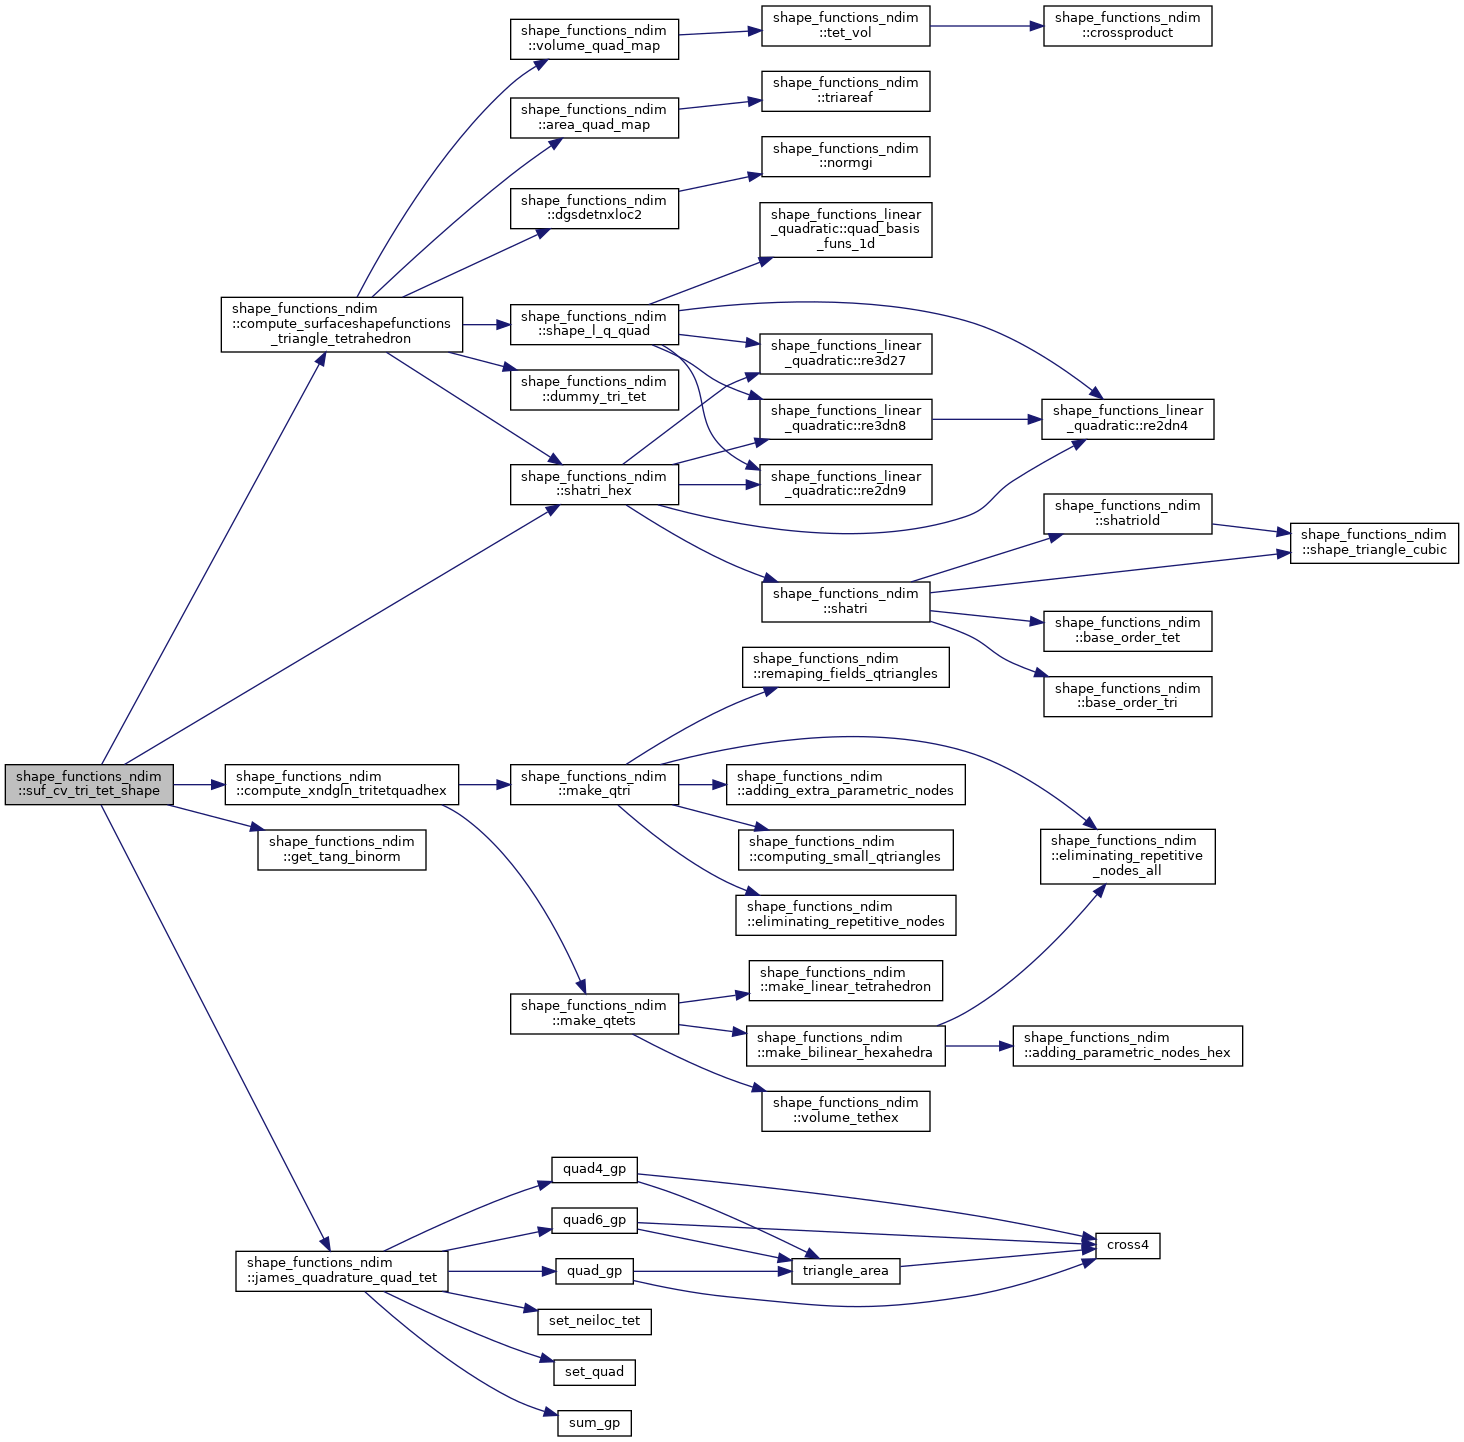 shape_functions_ndim
::suf_cv_tri_tet_shape
shape_functions_ndim
::compute_surfaceshapefunctions
_triangle_tetrahedron
shape_functions_ndim
::compute_xndgln_tritetquadhex
shape_functions_ndim
::get_tang_binorm
shape_functions_ndim
::james_quadrature_quad_tet
shape_functions_ndim
::volume_quad_map
shape_functions_ndim
::area_quad_map
shape_functions_ndim
::dgsdetnxloc2
shape_functions_ndim
::shape_l_q_quad
shape_functions_ndim
::dummy_tri_tet
shape_functions_ndim
::shatri_hex
shape_functions_ndim
::make_qtri
shape_functions_ndim
::make_qtets
quad4_gp
quad6_gp
quad_gp
set_neiloc_tet
set_quad
sum_gp
shape_functions_ndim
::tet_vol
shape_functions_ndim
::triareaf
shape_functions_ndim
::normgi
shape_functions_linear
_quadratic::quad_basis
_funs_1d
shape_functions_linear
_quadratic::re3d27
shape_functions_linear
_quadratic::re3dn8
shape_functions_linear
_quadratic::re2dn9
shape_functions_ndim
::shatri
shape_functions_ndim
::remaping_fields_qtriangles
shape_functions_ndim
::adding_extra_parametric_nodes
shape_functions_ndim
::computing_small_qtriangles
shape_functions_ndim
::eliminating_repetitive_nodes
shape_functions_ndim
::make_linear_tetrahedron
shape_functions_ndim
::make_bilinear_hexahedra
shape_functions_ndim
::volume_tethex
triangle_area
shape_functions_ndim
::crossproduct
shape_functions_linear
_quadratic::re2dn4
shape_functions_ndim
::shatriold
shape_functions_ndim
::base_order_tet
shape_functions_ndim
::base_order_tri
shape_functions_ndim
::eliminating_repetitive
_nodes_all
shape_functions_ndim
::adding_parametric_nodes_hex
cross4
shape_functions_ndim
::shape_triangle_cubic